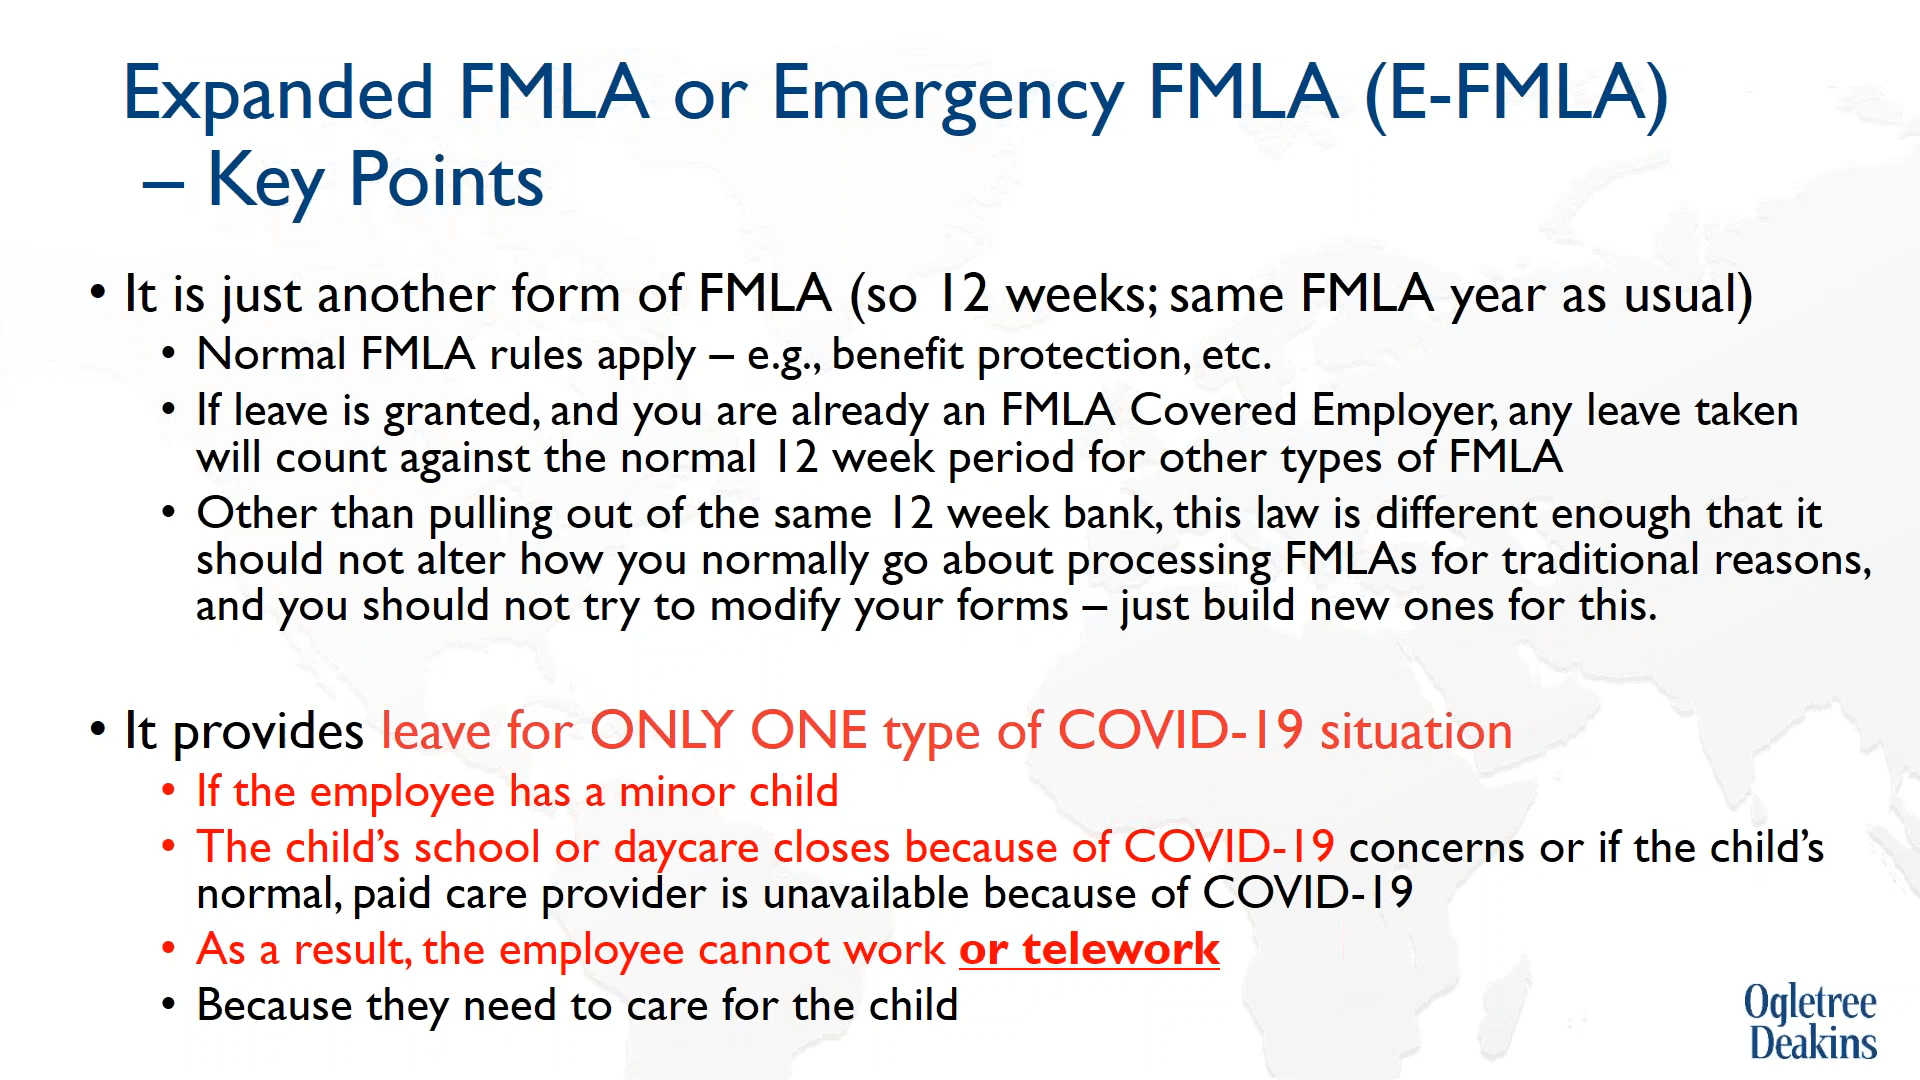 Expanded FMLA or Emergency FMLA (E-FMLA)
– Key Points
• It is just another form of FMLA (so 12 weeks; same FMLA year as usual)
• Normal FMLA rules apply – e.g., benefit protection, etc.
• If leave is granted, and you are already an FMLA Covered Employer, any leave taken
will count against the normal 12 week period for other types of FMLA
• Other than pulling out of the same 12 week bank, this law is different enough that it
should not alter how you normally go about processing FMLAs for traditional reasons,
and you should not try to modify your forms – just build new ones for this.
• It provides leave for ONLY ONE type of COVID-19 situation
• If the employee has a minor child
• The child’s school or daycare closes because of COVID-19 concerns or if the child’s
normal, paid care provider is unavailable because of COVID-19
• As a result, the employee cannot work or telework
• Because they need to care for the child
Ogletree
Deakins